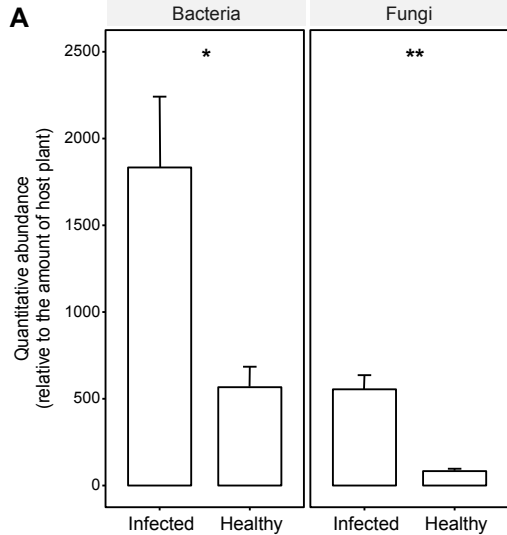 A
Bacteria Fungi
* **
Quantitative abundance
(relative to the amount of host plant)
2500
2000
1500
1000
500
0
Infected Healthy Infected Healthy